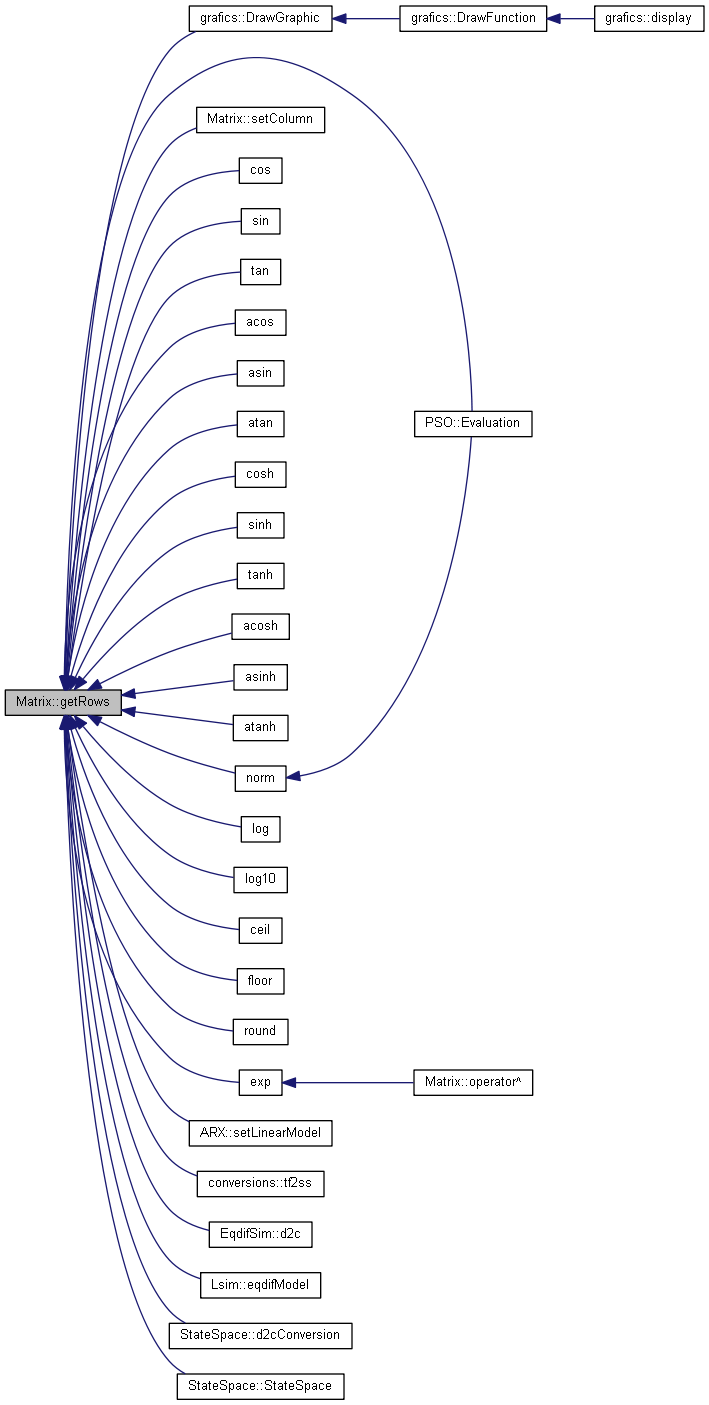 grafics::DrawGraphic
grafics::DrawFunction
grafics::display
Matrix::setColumn
cos
sin
tan
acos
asin
atan
PSO::Evaluation
cosh
sinh
tanh
acosh
asinh
Matrix::getRows
atanh
norm
log
log10
ceil
floor
round
exp
Matrix::operator^
ARX::setLinearModel
conversions::tf2ss
EqdifSim::d2c
Lsim::eqdifModel
StateSpace::d2cConversion
StateSpace::StateSpace